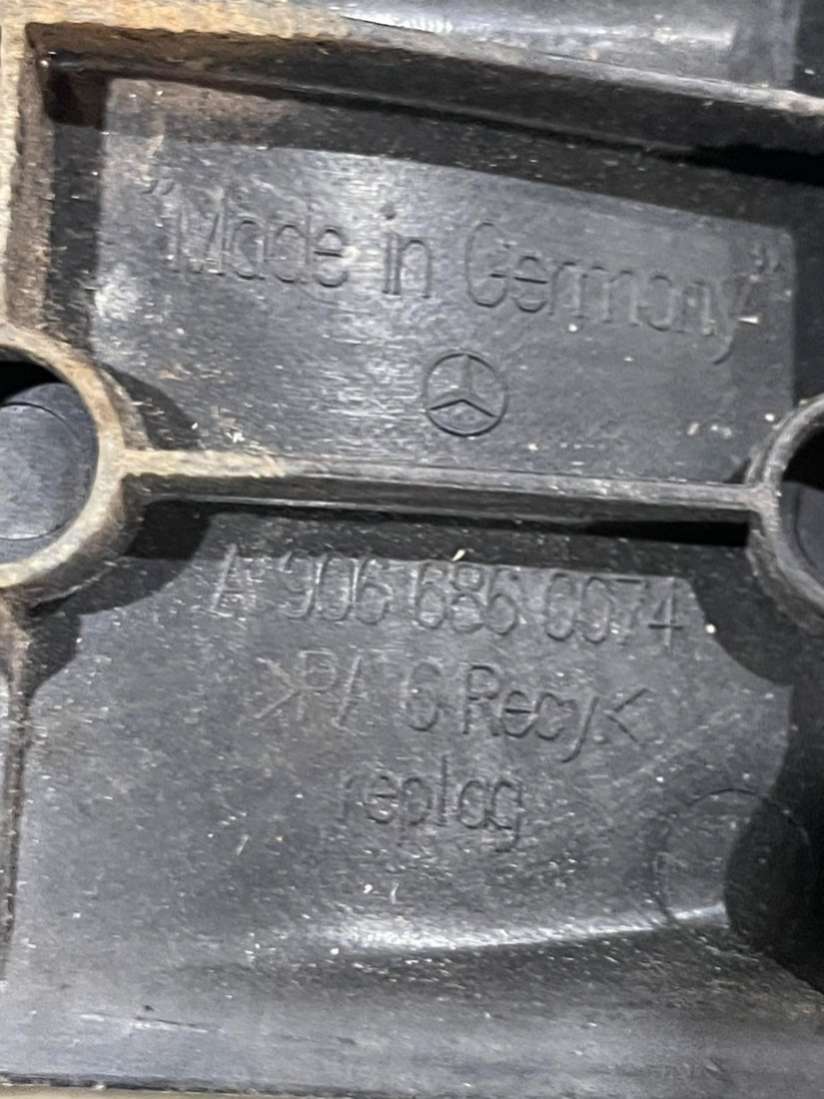 "Made in Germany"
A 906 686 0074
>PA 6 Recy.<
replag